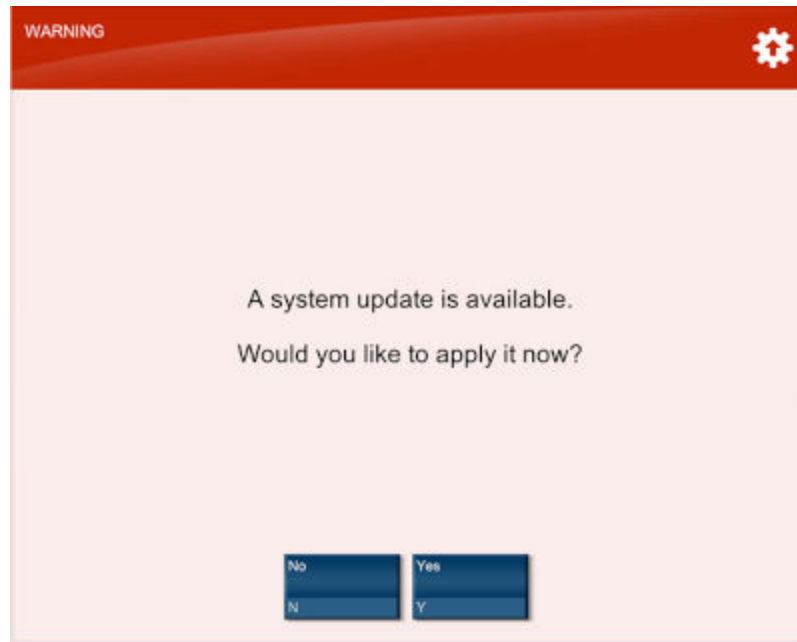 WARNING
A system update is available.
Would you like to apply it now?
No Yes
N Y